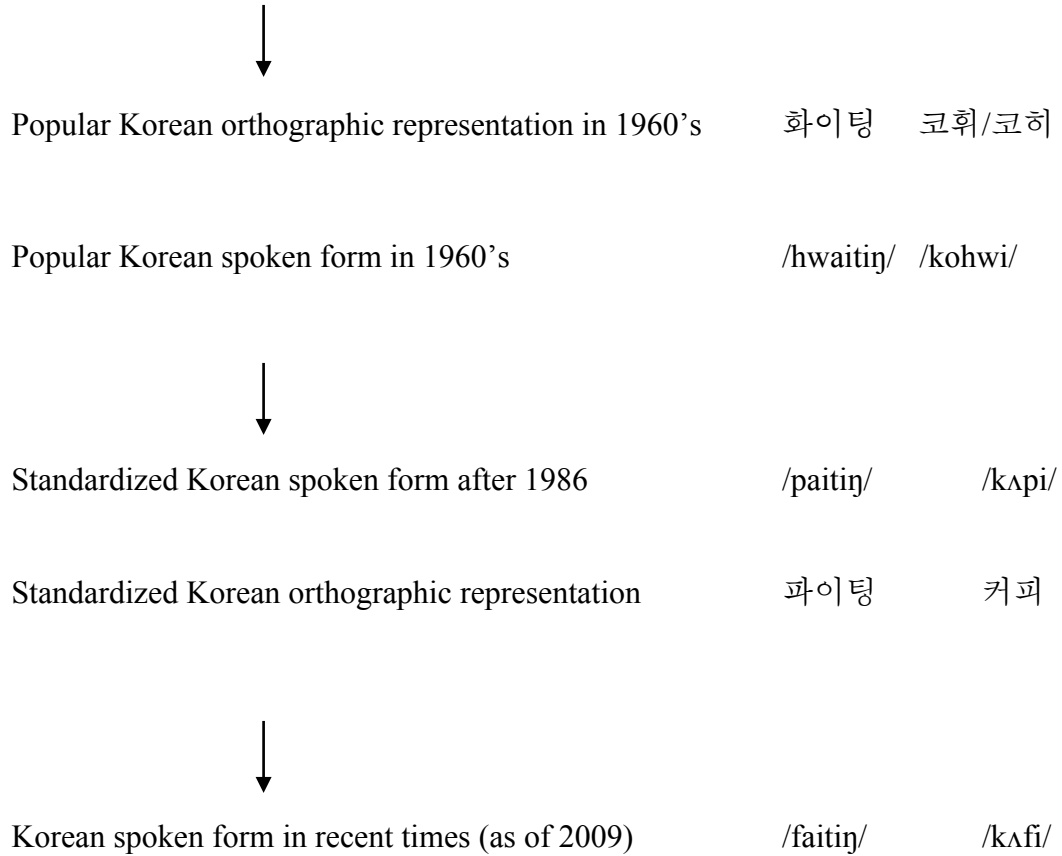 Popular Korean orthographic representation in 1960’s 화이팅 코휘/코히
Popular Korean spoken form in 1960’s /hwaitiŋ/ /kohwi/
Standardized Korean spoken form after 1986 /paitiŋ/ /kʌpi/
Standardized Korean orthographic representation 파이팅 커피
Korean spoken form in recent times (as of 2009) /faitiŋ/ /kʌfi/